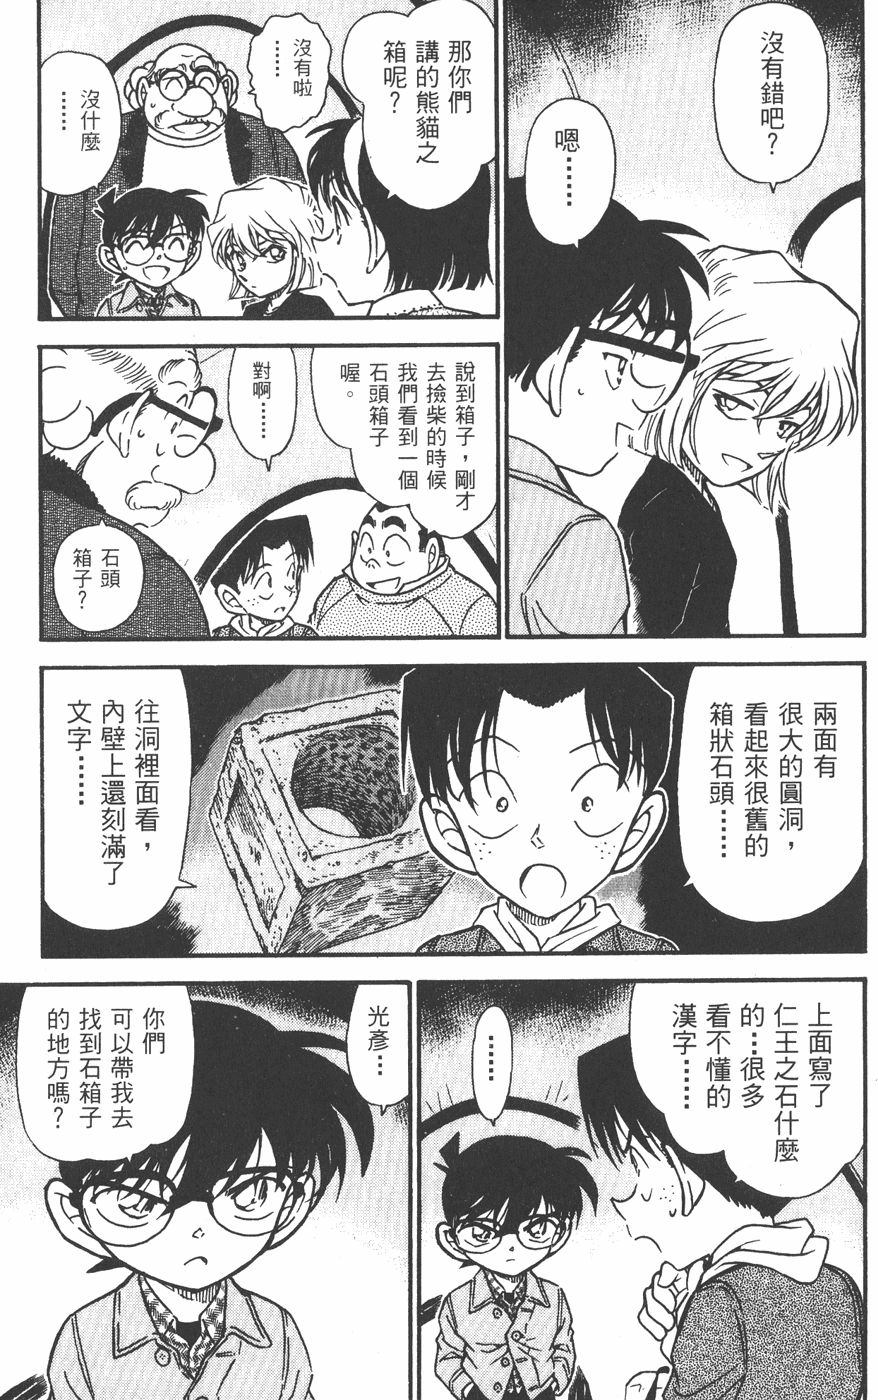 沒有錯吧？
嗯……
那你們
講的熊貓之
箱呢？
沒有啦
……
沒什麼
……
說到箱子，剛才
去撿柴的時候
我們看到一個
石頭箱子
喔。
對啊……
石頭
箱子？
兩面有
很大的圓洞，
看起來很舊的
箱狀石頭……
往洞裡面看，
內壁上還刻滿了
文字……
上面寫了
仁王之石什麼
的…很多
看不懂的
漢字……
……
光彥…
你們
可以帶我去
找到石箱子
的地方嗎？